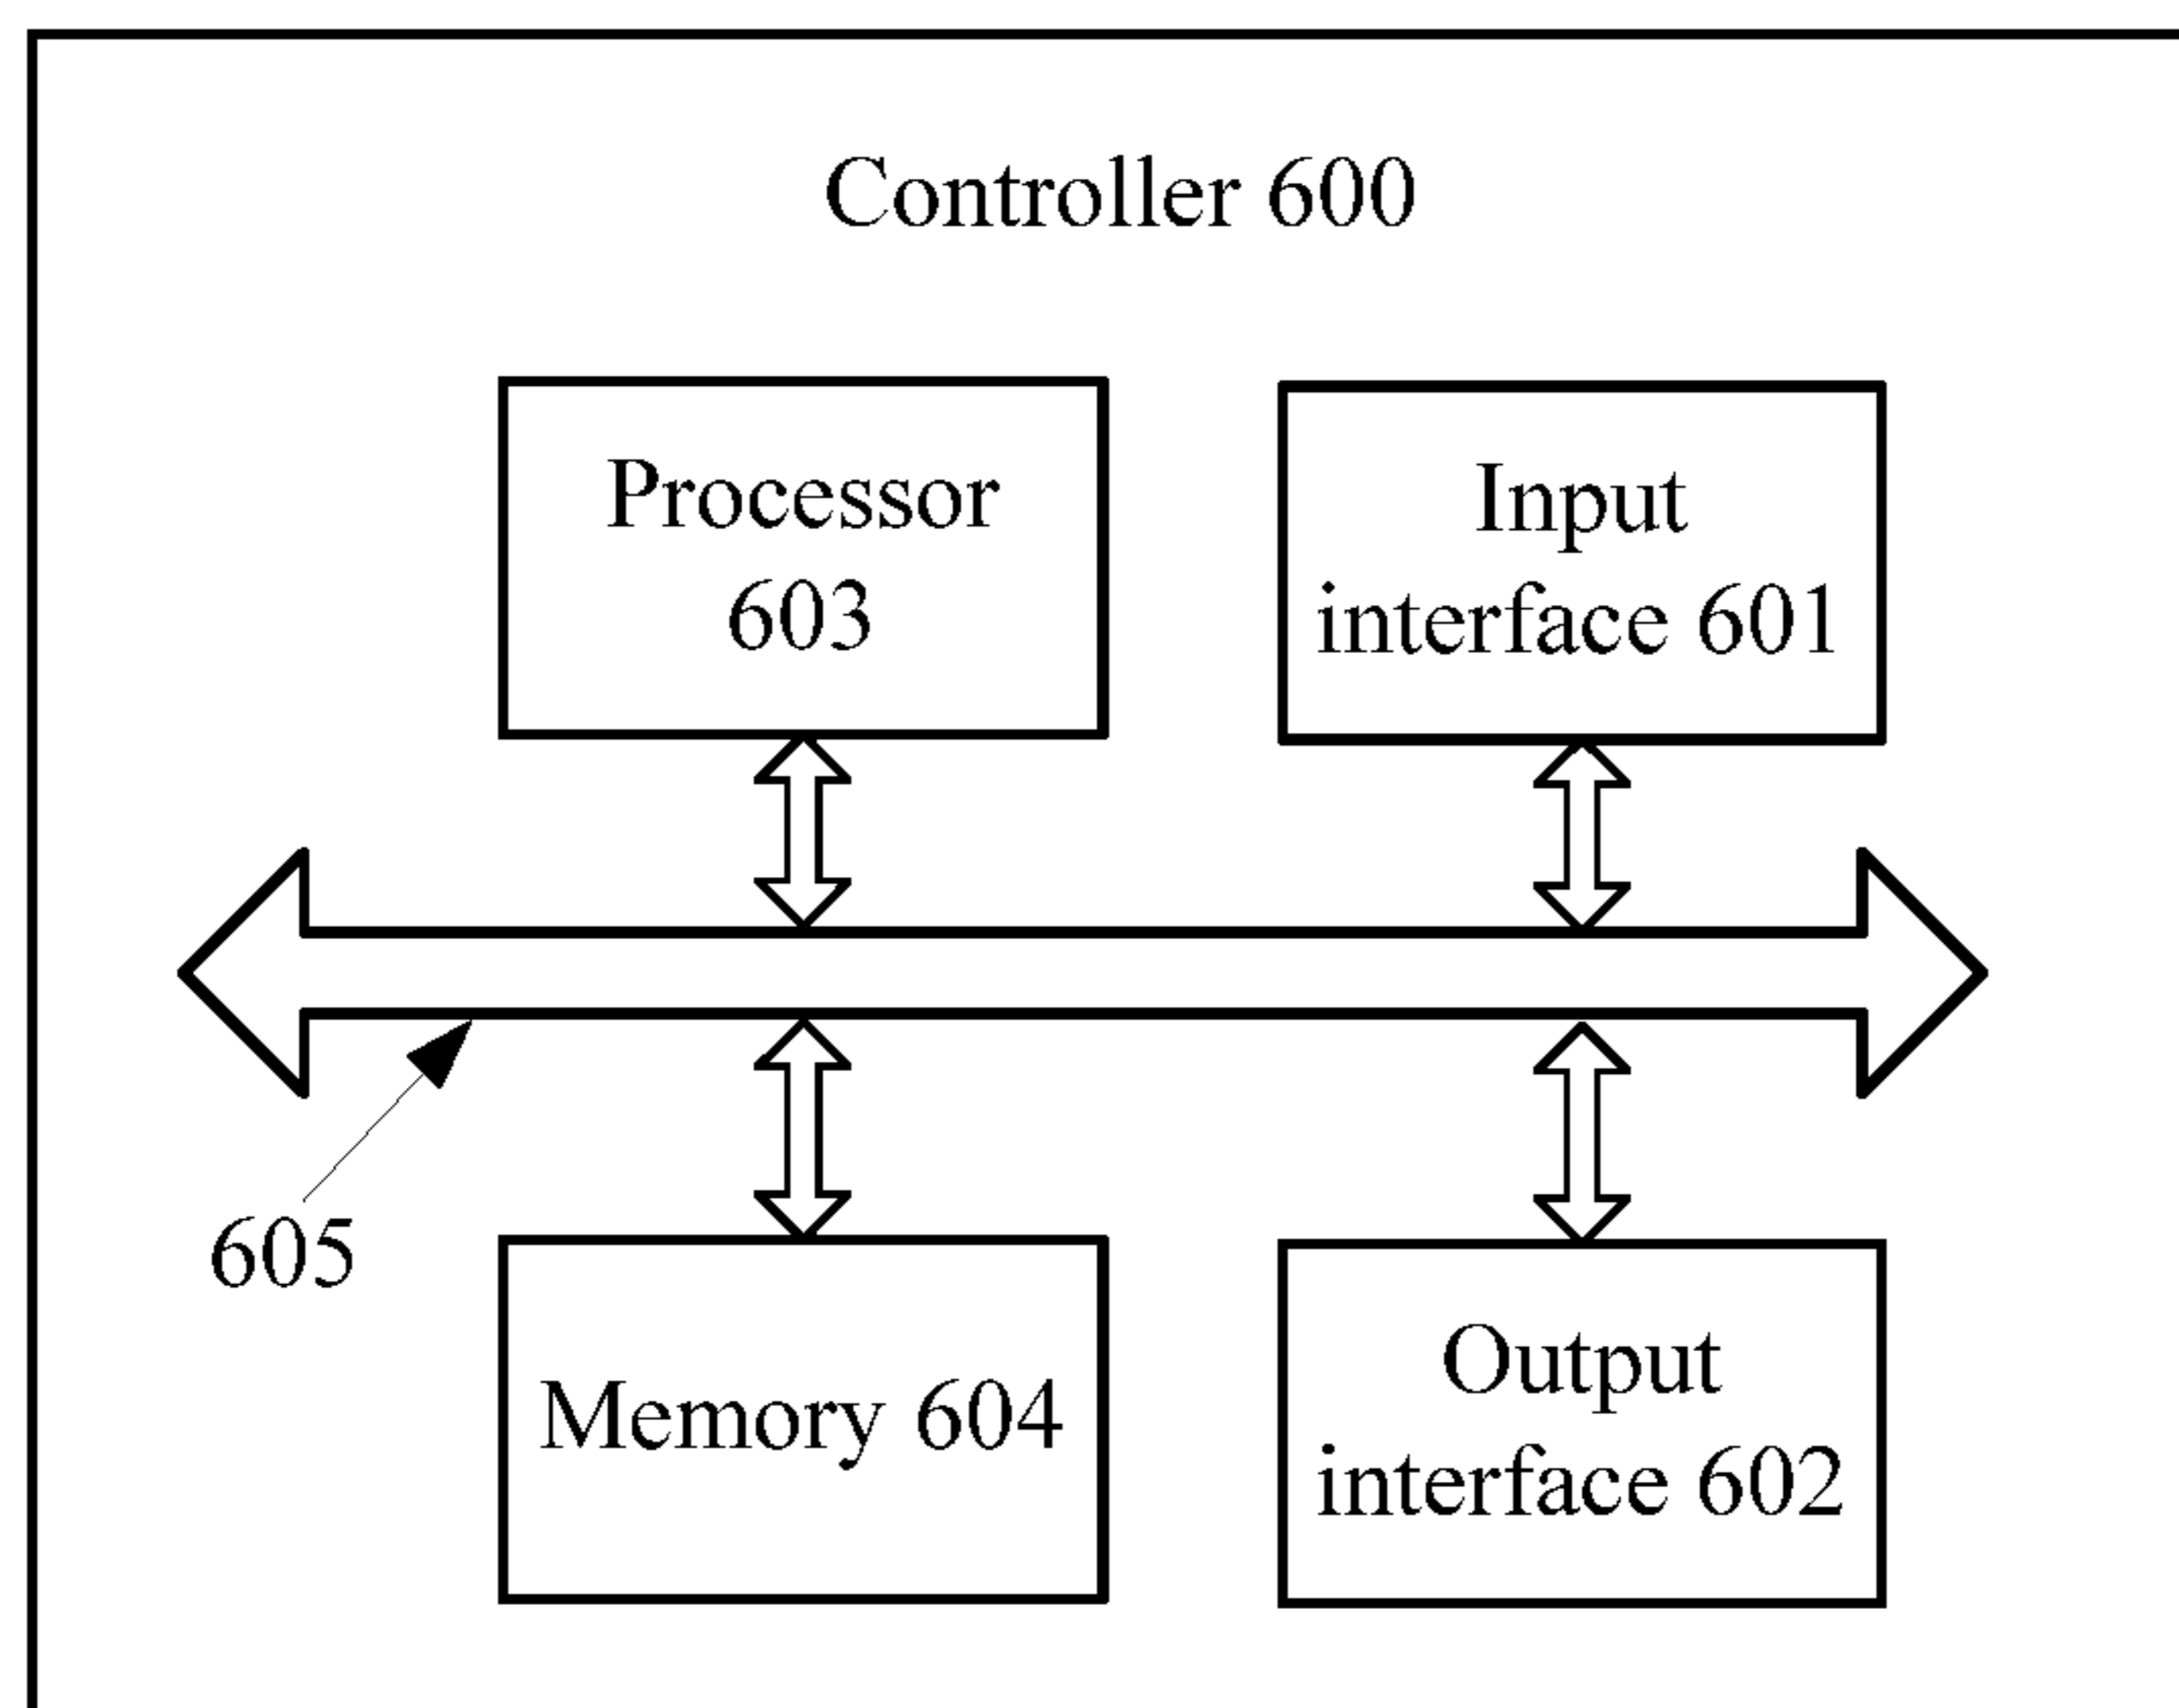 Controller 600
Processor
603
Input
interface 601
605
Memory 604
Output
interface 602